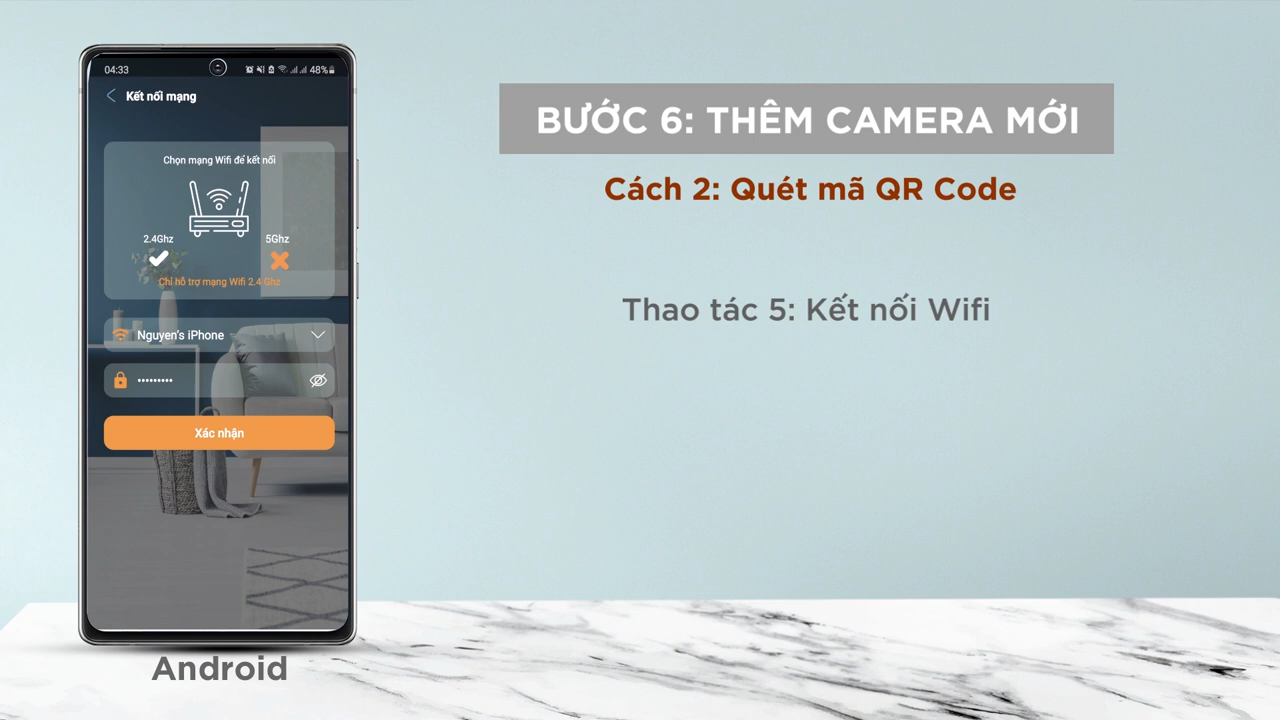 04:33
48%
Kết nối mạng
Chọn mạng Wifi để kết nối
2.4Ghz
5Ghz
Chỉ hỗ trợ mạng Wifi 2.4 Ghz
Nguyen's iPhone
•••••••••
Xác nhận
Android
BƯỚC 6: THÊM CAMERA MỚI
Cách 2: Quét mã QR Code
Thao tác 5: Kết nối Wifi